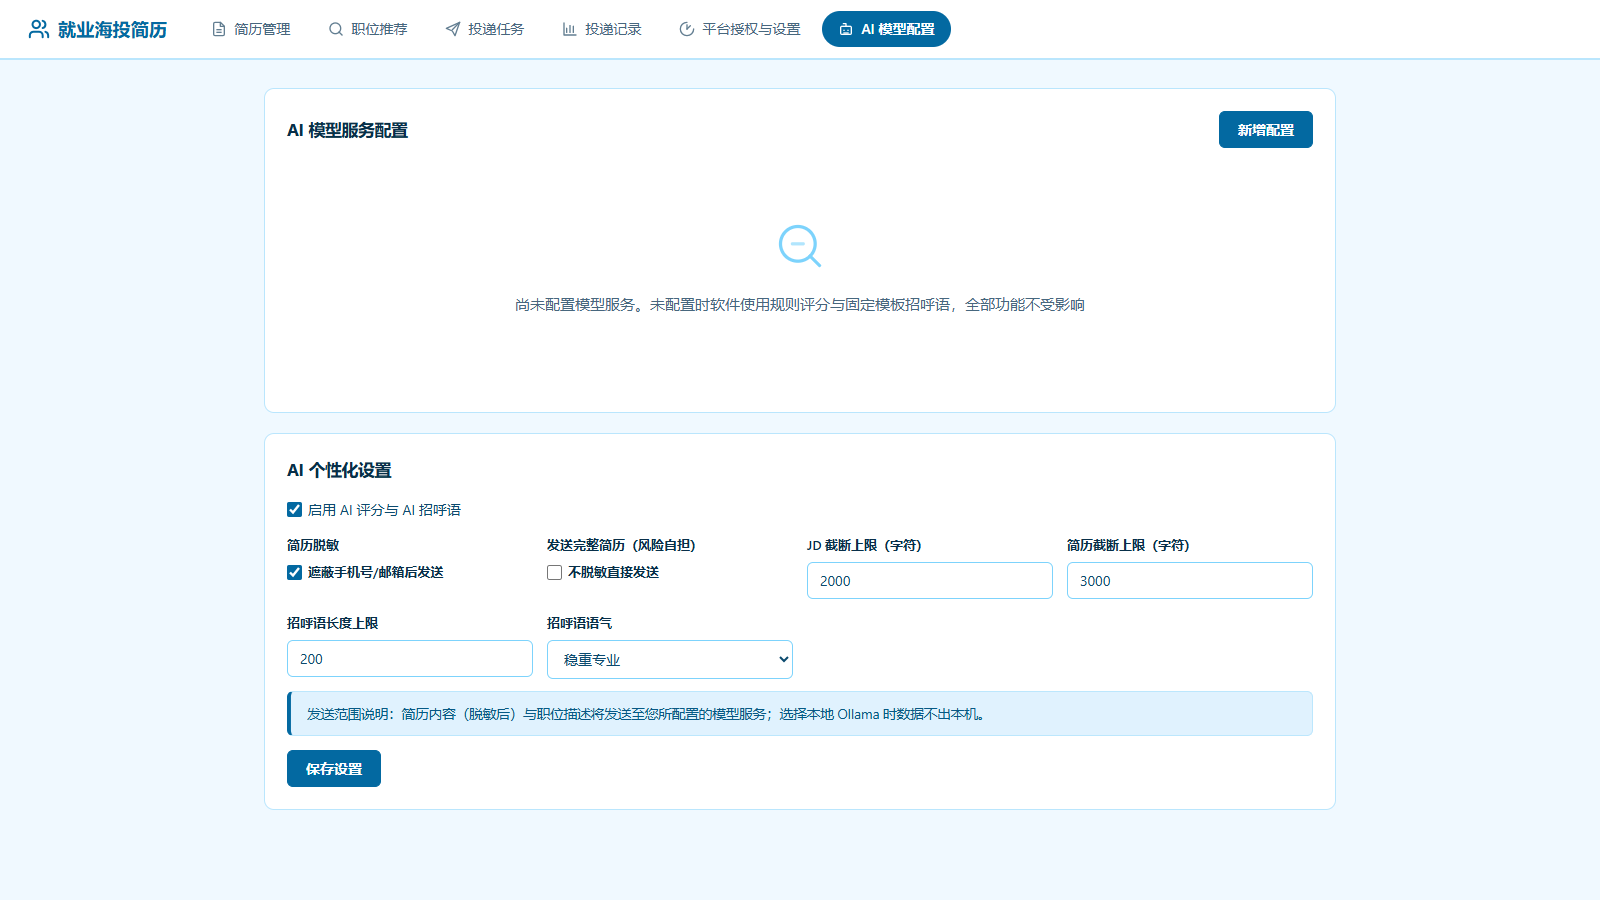 就业海投简历
简历管理
职位推荐
投递任务
投递记录
平台授权与设置
AI 模型配置
AI 模型服务配置
新增配置
尚未配置模型服务。未配置时软件使用规则评分与固定模板招呼语，全部功能不受影响
AI 个性化设置
启用 AI 评分与 AI 招呼语
简历脱敏
发送完整简历（风险自担）
JD 截断上限（字符）
简历截断上限（字符）
遮蔽手机号/邮箱后发送
不脱敏直接发送
2000
3000
招呼语长度上限
招呼语语气
200
稳重专业
发送范围说明：简历内容（脱敏后）与职位描述将发送至您所配置的模型服务；选择本地 Ollama 时数据不出本机。
保存设置